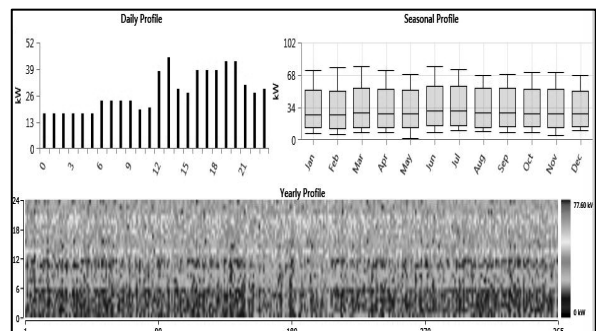 Daily Profile
52
39
26
13
0
kW
0 3 6 9 12 15 18 21
Seasonal Profile
102
68
34
0
kW
Jan Feb Mar Apr May Jun Jul Aug Sep Oct Nov Dec
Yearly Profile
24
18
12
6
0
1 90 180 270 365
77.60 kW
0 kW